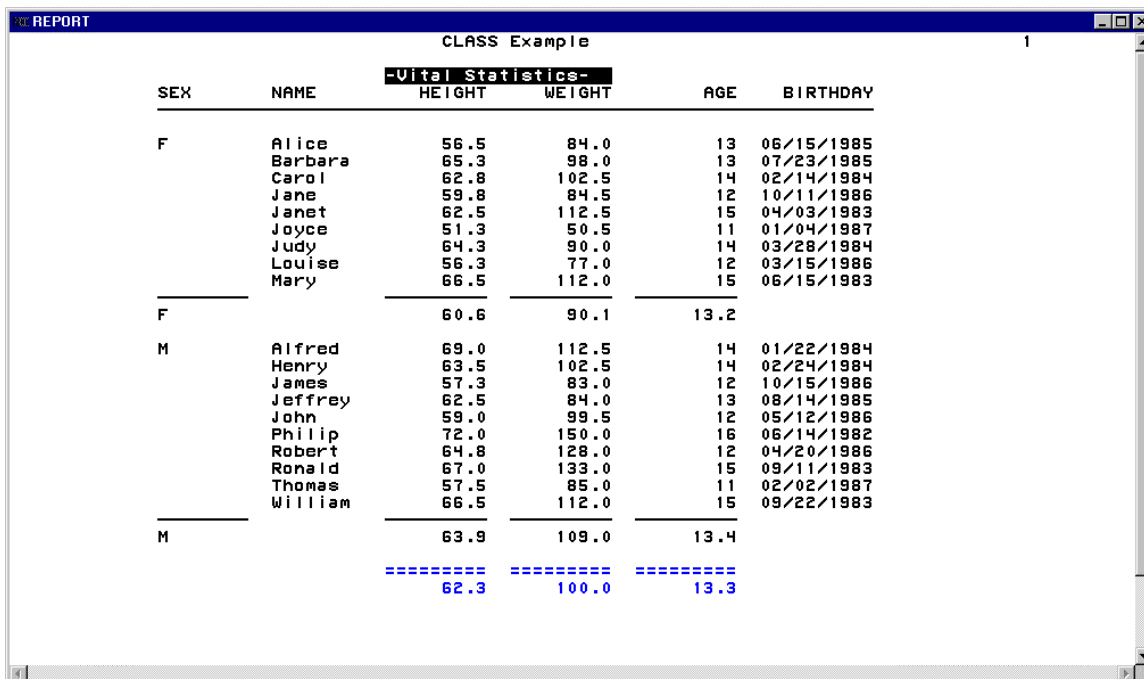 REPORT
CLASS Example 1
-Vital Statistics-
SEX NAME HEIGHT WEIGHT AGE BIRTHDAY
F Alice 56.5 84.0 13 06/15/1985
Barbara 65.3 98.0 13 07/23/1985
Carol 62.8 102.5 14 02/14/1984
Jane 59.8 84.5 12 10/11/1986
Janet 62.5 112.5 15 04/03/1983
Joyce 51.3 50.5 11 01/04/1987
Judy 64.3 90.0 14 03/28/1984
Louise 56.3 77.0 12 03/15/1986
Mary 66.5 112.0 15 06/15/1983
F 60.6 90.1 13.2
M Alfred 69.0 112.5 14 01/22/1984
Henry 63.5 102.5 14 02/24/1984
James 57.3 83.0 12 10/15/1986
Jeffrey 62.5 84.0 13 08/14/1985
John 59.0 99.5 12 05/12/1986
Philip 72.0 150.0 16 06/14/1982
Robert 64.8 128.0 12 04/20/1986
Ronald 67.0 133.0 15 09/11/1983
Thomas 57.5 85.0 11 02/02/1987
William 66.5 112.0 15 09/22/1983
M 63.9 109.0 13.4
========= ========= =========
62.3 100.0 13.3